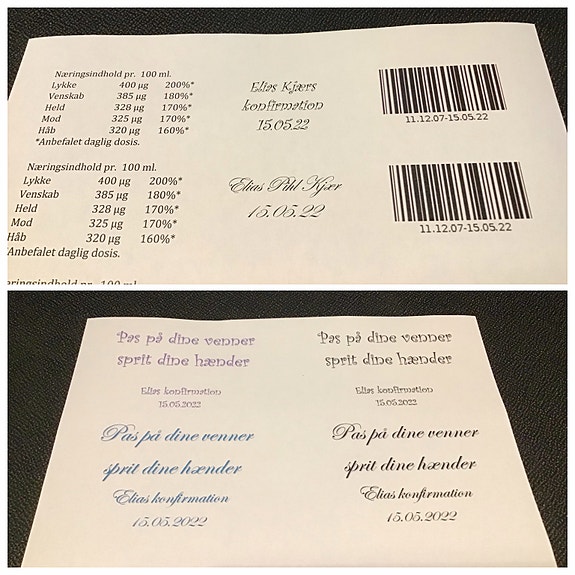 Næringsindhold pr. 100 ml.
Lykke 400 µg 200%*
Venskab 385 µg 180%*
Held 328 µg 170%*
Mod 325 µg 170%*
Håb 320 µg 160%*
*Anbefalet daglig dosis.
Elias Kjærs
konfirmation
15.05.22
11.12.07-15.05.22
Næringsindhold pr. 100 ml.
Lykke 400 µg 200%*
Venskab 385 µg 180%*
Held 328 µg 170%*
Mod 325 µg 170%*
Håb 320 µg 160%*
*Anbefalet daglig dosis.
Elias Pihl Kjær
15.05.22
11.12.07-15.05.22
æringsindhold pr. 100 ml.
Pas på dine venner
sprit dine hænder
Elias konfirmation
15.05.2022
Pas på dine venner
sprit dine hænder
Elias konfirmation
15.05.2022
Pas på dine venner
sprit dine hænder
Elias konfirmation
15.05.2022
Pas på dine venner
sprit dine hænder
Elias konfirmation
15.05.2022